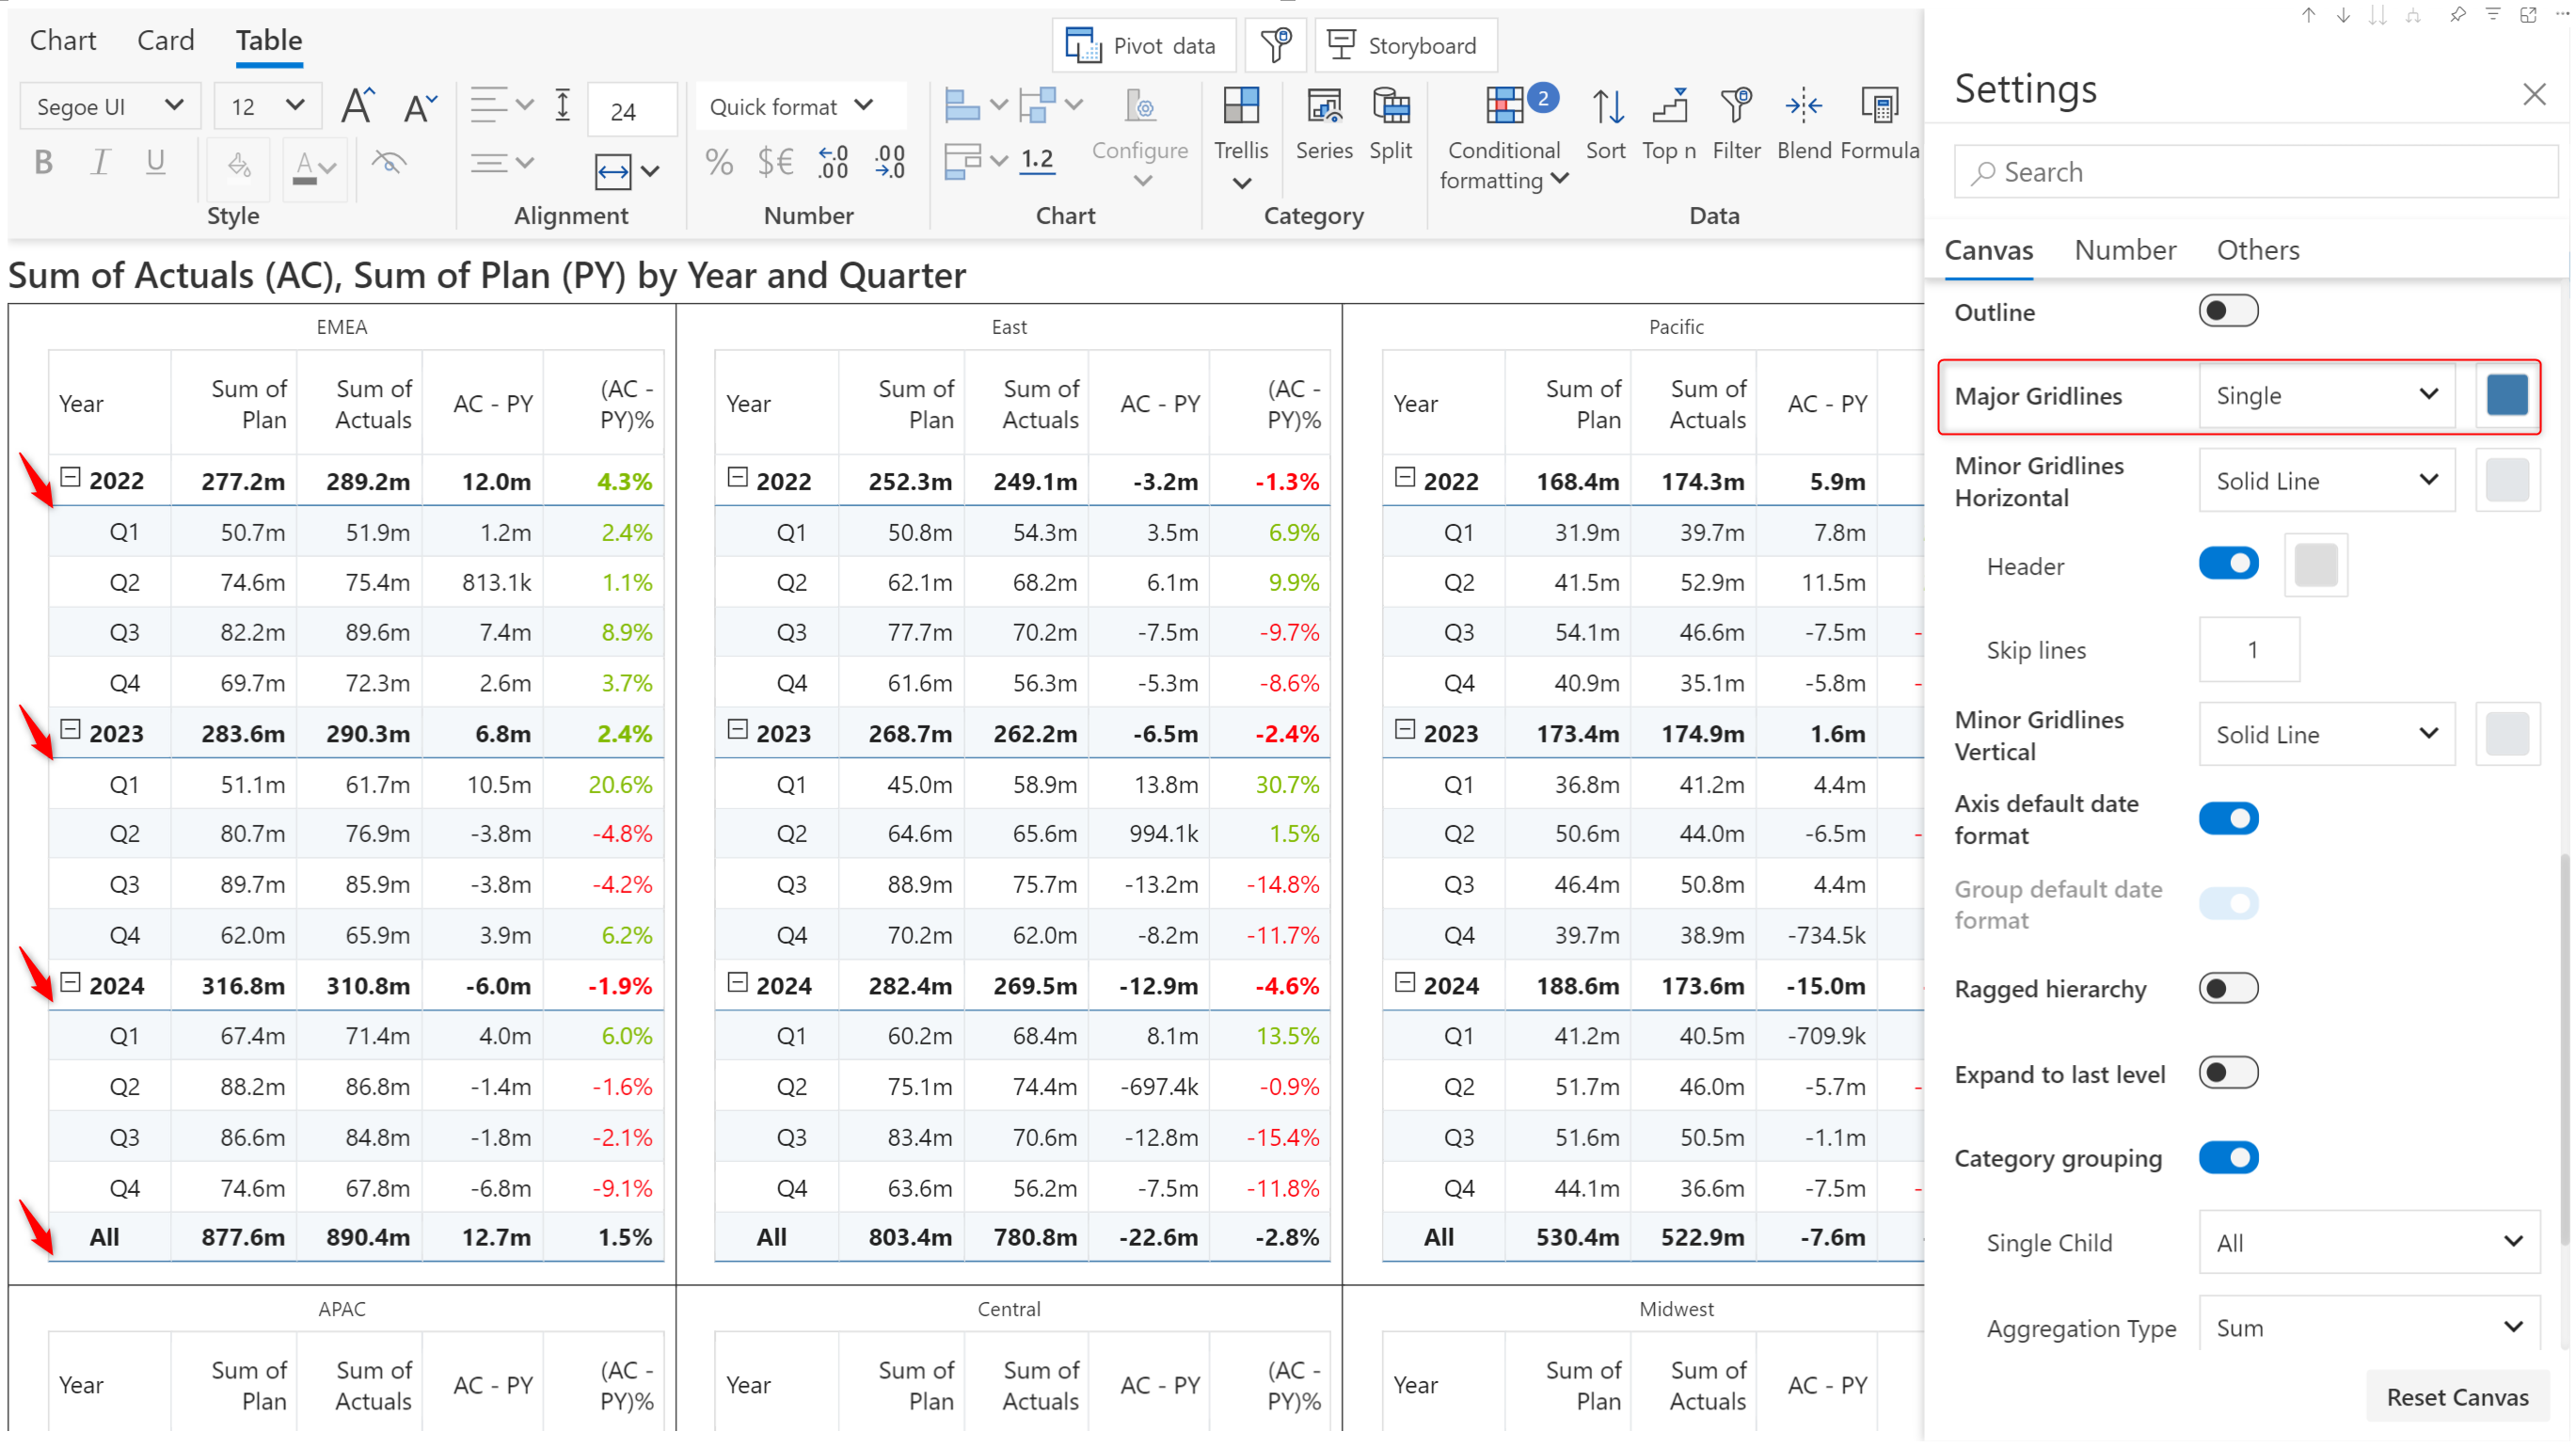 Chart Card Table
Pivot data Storyboard
Segoe UI 12 A A 24 Quick format 2
B I U A % $€ .0 .00 .00 .0 1.2 Configure Trellis Series Split Conditional formatting Sort Top n Filter Blend Formula
Style Alignment Number Chart Category Data
Sum of Actuals (AC), Sum of Plan (PY) by Year and Quarter
EMEA
Year Sum of Plan Sum of Actuals AC - PY (AC - PY)%
2022 277.2m 289.2m 12.0m 4.3%
Q1 50.7m 51.9m 1.2m 2.4%
Q2 74.6m 75.4m 813.1k 1.1%
Q3 82.2m 89.6m 7.4m 8.9%
Q4 69.7m 72.3m 2.6m 3.7%
2023 283.6m 290.3m 6.8m 2.4%
Q1 51.1m 61.7m 10.5m 20.6%
Q2 80.7m 76.9m -3.8m -4.8%
Q3 89.7m 85.9m -3.8m -4.2%
Q4 62.0m 65.9m 3.9m 6.2%
2024 316.8m 310.8m -6.0m -1.9%
Q1 67.4m 71.4m 4.0m 6.0%
Q2 88.2m 86.8m -1.4m -1.6%
Q3 86.6m 84.8m -1.8m -2.1%
Q4 74.6m 67.8m -6.8m -9.1%
All 877.6m 890.4m 12.7m 1.5%
East
Year Sum of Plan Sum of Actuals AC - PY (AC - PY)%
2022 252.3m 249.1m -3.2m -1.3%
Q1 50.8m 54.3m 3.5m 6.9%
Q2 62.1m 68.2m 6.1m 9.9%
Q3 77.7m 70.2m -7.5m -9.7%
Q4 61.6m 56.3m -5.3m -8.6%
2023 268.7m 262.2m -6.5m -2.4%
Q1 45.0m 58.9m 13.8m 30.7%
Q2 64.6m 65.6m 994.1k 1.5%
Q3 88.9m 75.7m -13.2m -14.8%
Q4 70.2m 62.0m -8.2m -11.7%
2024 282.4m 269.5m -12.9m -4.6%
Q1 60.2m 68.4m 8.1m 13.5%
Q2 75.1m 74.4m -697.4k -0.9%
Q3 83.4m 70.6m -12.8m -15.4%
Q4 63.6m 56.2m -7.5m -11.8%
All 803.4m 780.8m -22.6m -2.8%
Pacific
Year Sum of Plan Sum of Actuals AC - PY
2022 168.4m 174.3m 5.9m
Q1 31.9m 39.7m 7.8m
Q2 41.5m 52.9m 11.5m
Q3 54.1m 46.6m -7.5m -
Q4 40.9m 35.1m -5.8m -
2023 173.4m 174.9m 1.6m
Q1 36.8m 41.2m 4.4m
Q2 50.6m 44.0m -6.5m -
Q3 46.4m 50.8m 4.4m
Q4 39.7m 38.9m -734.5k
2024 188.6m 173.6m -15.0m
Q1 41.2m 40.5m -709.9k
Q2 51.7m 46.0m -5.7m -
Q3 51.6m 50.5m -1.1m
Q4 44.1m 36.6m -7.5m -
All 530.4m 522.9m -7.6m
APAC
Year Sum of Plan Sum of Actuals AC - PY (AC - PY)%
Central
Year Sum of Plan Sum of Actuals AC - PY (AC - PY)%
Midwest
Year Sum of Plan Sum of Actuals AC - PY
Settings
Search
Canvas Number Others
Outline
Major Gridlines Single
Minor Gridlines Horizontal Solid Line
Header
Skip lines 1
Minor Gridlines Vertical Solid Line
Axis default date format
Group default date format
Ragged hierarchy
Expand to last level
Category grouping
Single Child All
Aggregation Type Sum
Reset Canvas